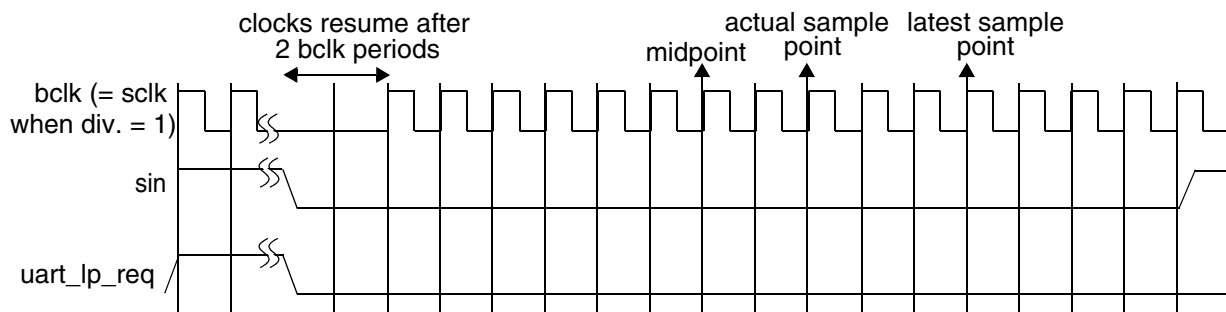 clocks resume after
2 bclk periods
midpoint
actual sample
point
latest sample
point
bclk (= sclk
when div. = 1)
sin
uart_lp_req